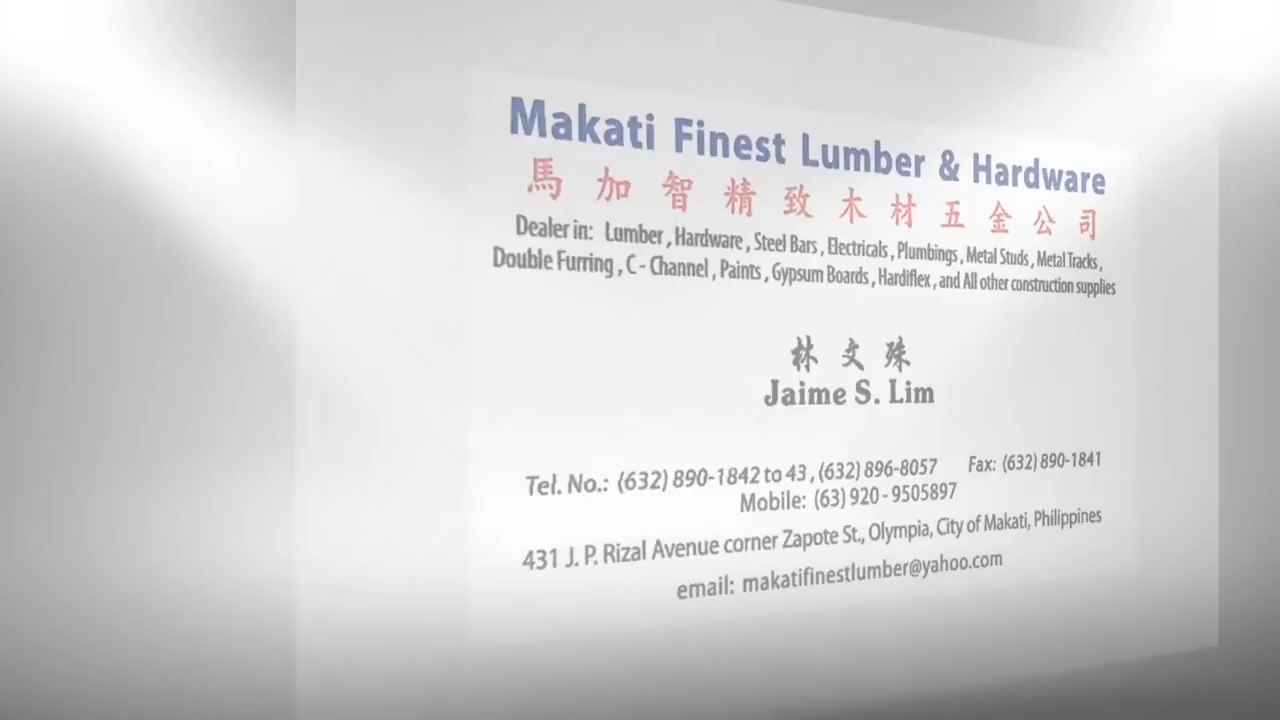 Makati Finest Lumber & Hardware
馬加智精致木材五金公司
Dealer in: Lumber , Hardware , Steel Bars , Electricals , Plumbings , Metal Studs , Metal Tracks ,
Double Furring , C - Channel , Paints , Gypsum Boards , Hardiflex , and All other construction supplies
林文殊
Jaime S. Lim
Tel. No.: (632) 890-1842 to 43 , (632) 896-8057 Fax: (632) 890-1841
Mobile: (63) 920 - 9505897
431 J. P. Rizal Avenue corner Zapote St., Olympia, City of Makati, Philippines
email: makatifinestlumber@yahoo.com